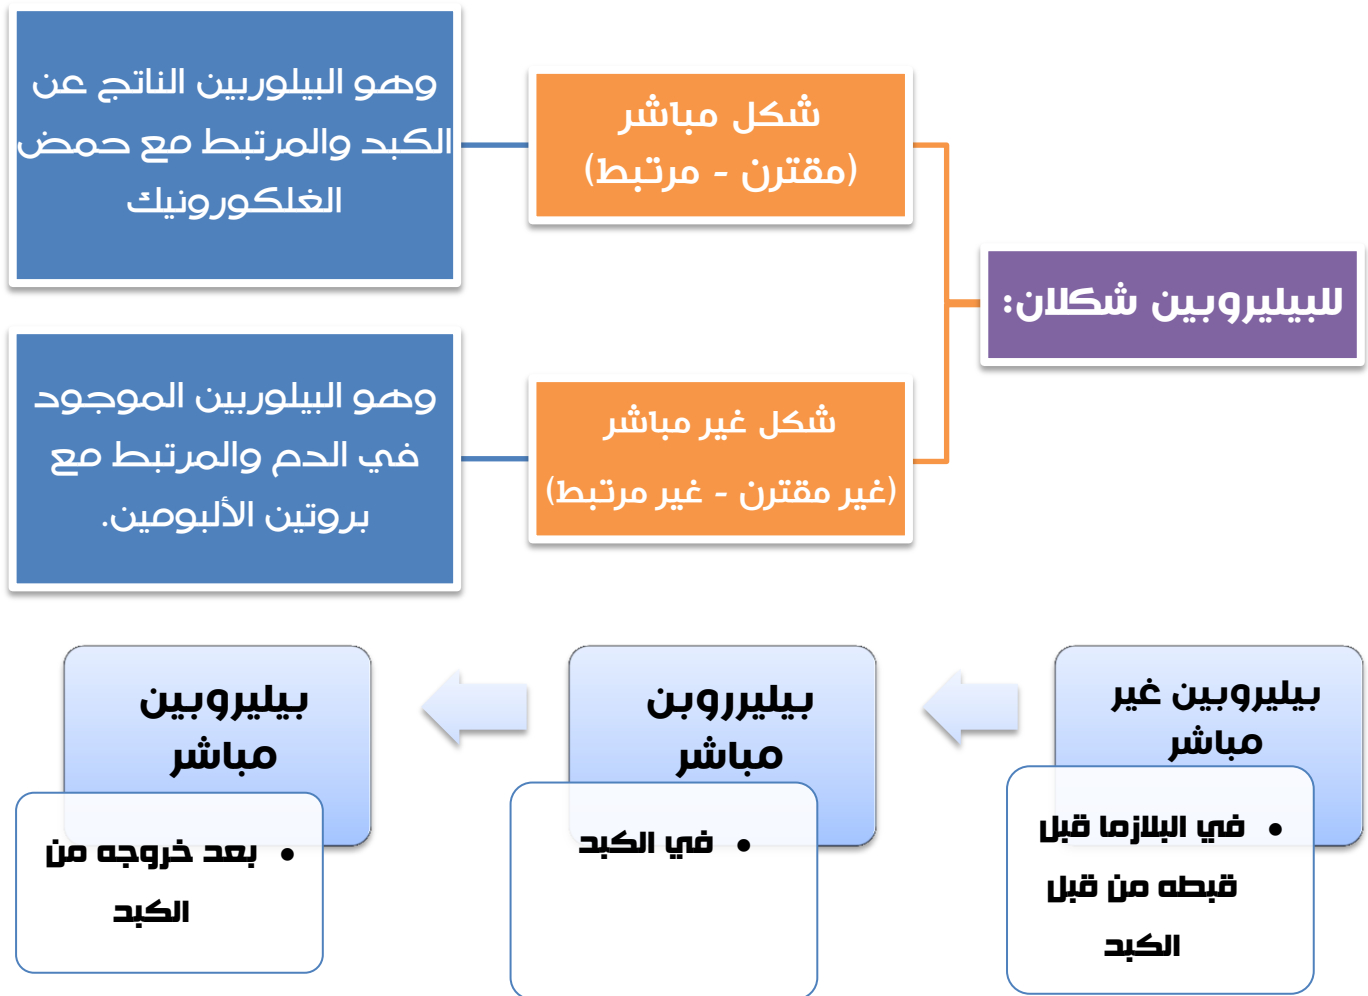 للبيليروبين شكلان:
شكل مباشر
(مقترن - مرتبط)
وهو البيلوربين الناتج عن
الكبد والمرتبط مع حمض
الغلكورونيك
شكل غير مباشر
(غير مقترن - غير مرتبط)
وهو البيلوربين الموجود
في الدم والمرتبط مع
بروتين الألبومين.
بيليروبين غير
مباشر
• في البلازما قبل
قبطه من قبل
الكبد
بيليرروبن
مباشر
• في الكبد
بيليروبين
مباشر
• بعد خروجه من
الكبد